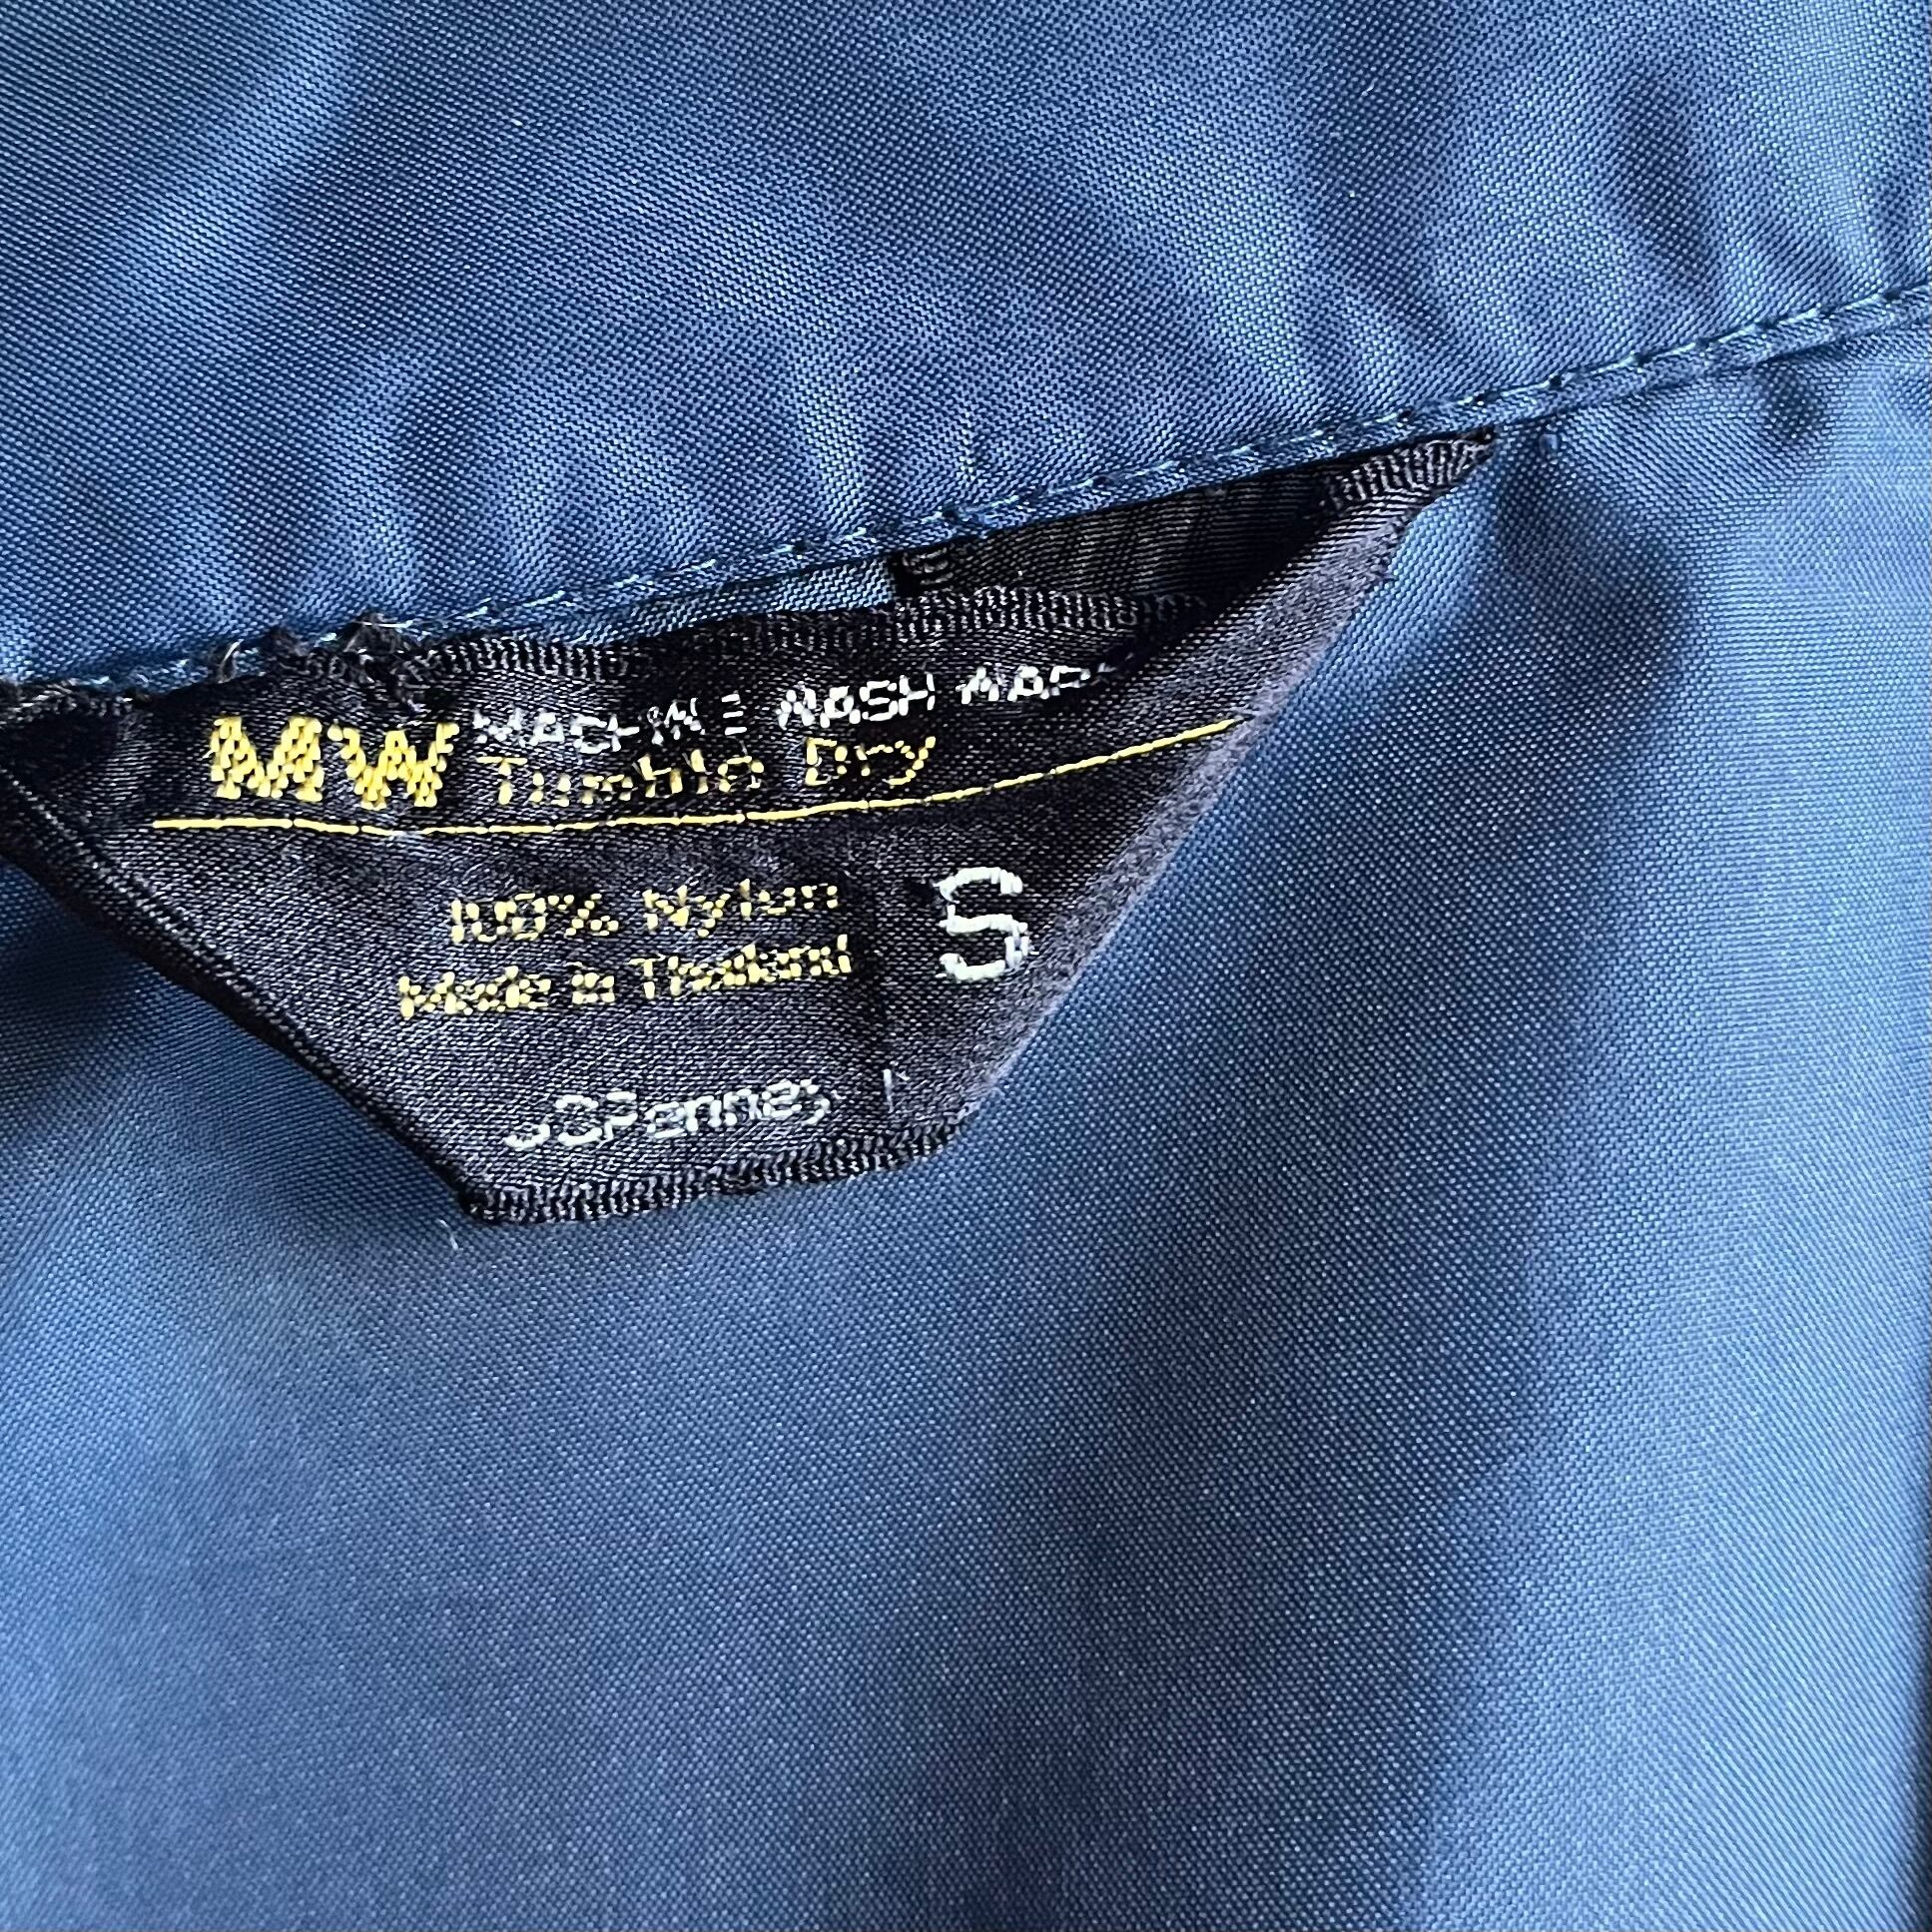 MW MACHINE WASH WARM
Tumble Dry
100% Nylon
Made in Thailand
S
JCPenney